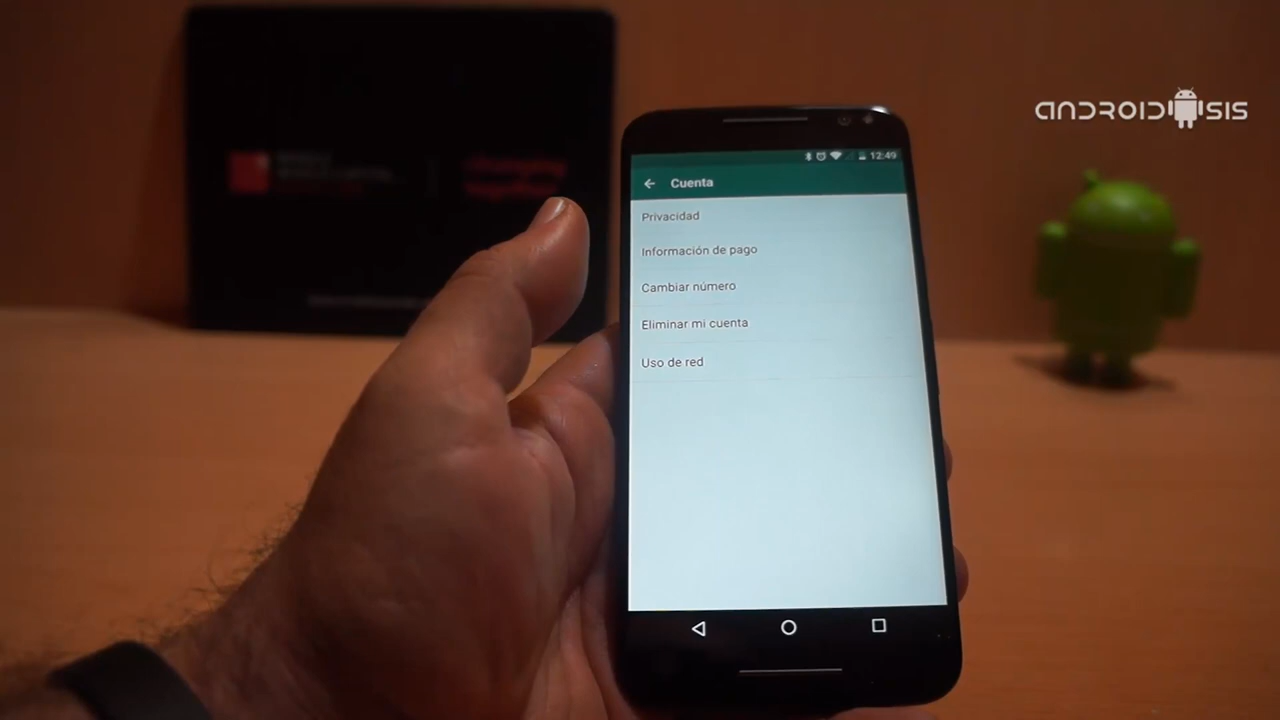 ANDROIDSIS
12:49
Cuenta
Privacidad
Información de pago
Cambiar número
Eliminar mi cuenta
Uso de red